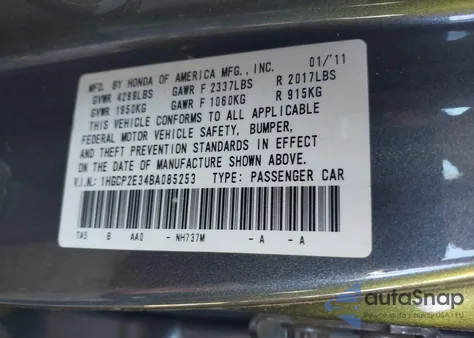 MFD. BY HONDA OF AMERICA MFG., INC. 01/'11
GVWR 4299LBS GAWR F 2337LBS R 2017LBS
GVWR 1950KG GAWR F 1060KG R 915KG
THIS VEHICLE CONFORMS TO ALL APPLICABLE
FEDERAL MOTOR VEHICLE SAFETY, BUMPER,
AND THEFT PREVENTION STANDARDS IN EFFECT
ON THE DATE OF MANUFACTURE SHOWN ABOVE.
V.I.N.: 1HGCP2E34BA085253 TYPE: PASSENGER CAR
TA5 B AA0 - NH737M - A - A
autoSnap